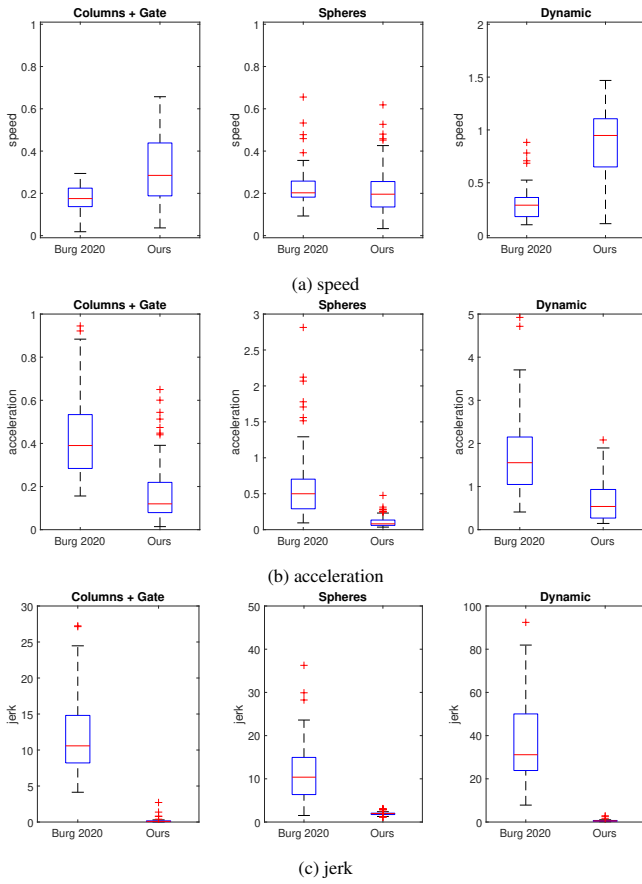 Columns + Gate
Spheres
Dynamic
1
0.8
0.6
0.4
0.2
0
speed
Burg 2020
Ours
1
0.8
0.6
0.4
0.2
0
speed
Burg 2020
Ours
2
1.5
1
0.5
0
speed
Burg 2020
Ours
(a) speed
Columns + Gate
Spheres
Dynamic
1
0.8
0.6
0.4
0.2
0
acceleration
Burg 2020
Ours
3
2.5
2
1.5
1
0.5
0
acceleration
Burg 2020
Ours
5
4
3
2
1
0
acceleration
Burg 2020
Ours
(b) acceleration
Columns + Gate
Spheres
Dynamic
30
25
20
15
10
5
0
jerk
Burg 2020
Ours
50
40
30
20
10
0
jerk
Burg 2020
Ours
100
80
60
40
20
0
jerk
Burg 2020
Ours
(c) jerk